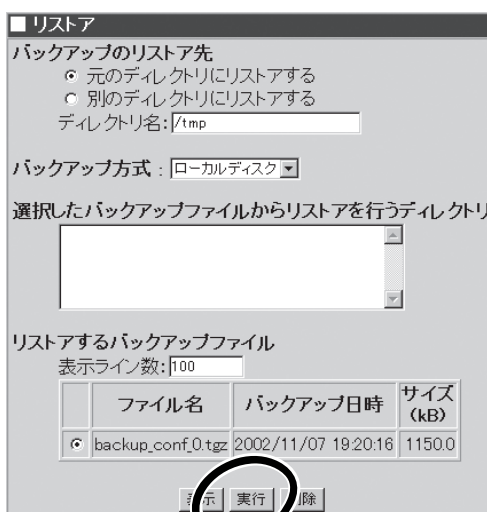 ■ リストア
バックアップのリストア先
元のディレクトリにリストアする
別のディレクトリにリストアする
ディレクトリ名: /tmp
バックアップ方式 : ローカルディスク
選択したバックアップファイルからリストアを行うディレクトリ
リストアするバックアップファイル
表示ライン数: 100
ファイル名 バックアップ日時 サイズ
(kB)
backup_conf_0.tgz 2002/11/07 19:20:16 1150.0
表示 実行 削除